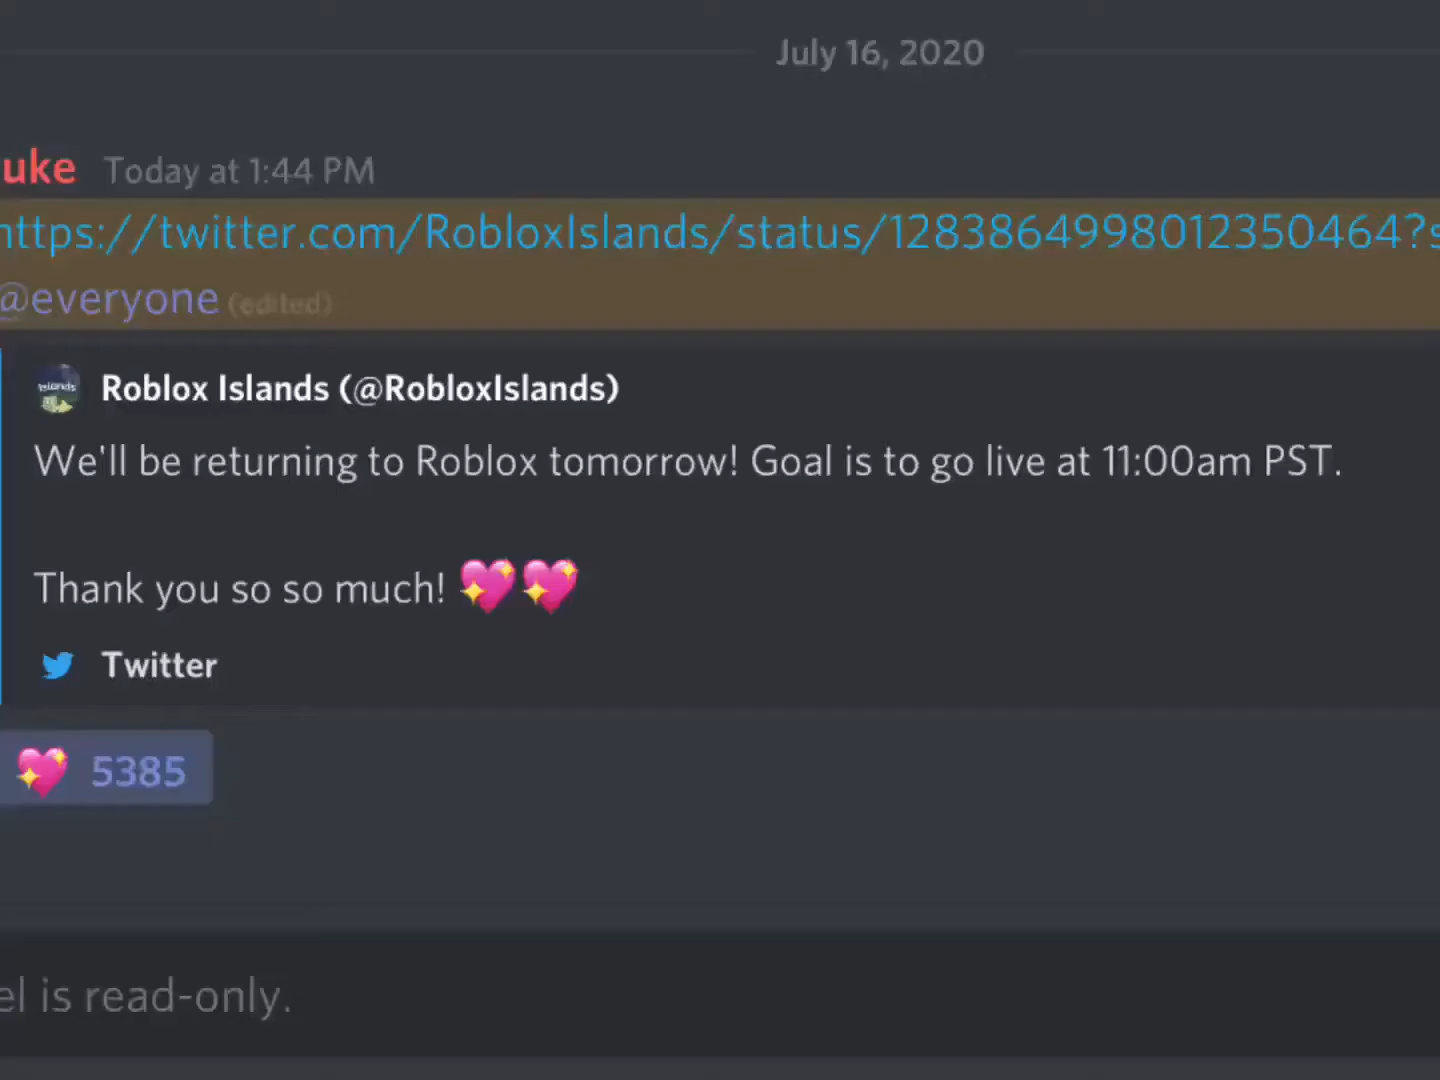 July 16, 2020
uke Today at 1:44 PM
https://twitter.com/RobloxIslands/status/1283864998012350464?s
@everyone (edited)
Islands
Roblox Islands (@RobloxIslands)
We'll be returning to Roblox tomorrow! Goal is to go live at 11:00am PST.
Thank you so so much! 💖💖
Twitter
💖 5385
el is read-only.